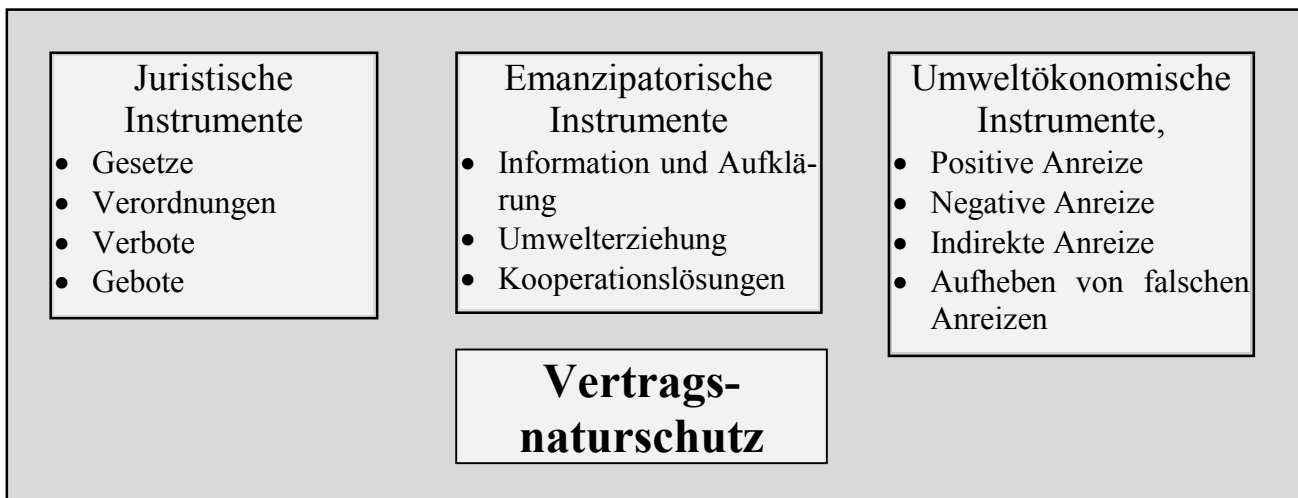 Juristische
Instrumente
• Gesetze
• Verordnungen
• Verbote
• Gebote
Emanzipatorische
Instrumente
• Information und Aufklä-
rung
• Umwelterziehung
• Kooperationslösungen
Umweltökonomische
Instrumente,
• Positive Anreize
• Negative Anreize
• Indirekte Anreize
• Aufheben von falschen
Anreizen
Vertrags-
naturschutz